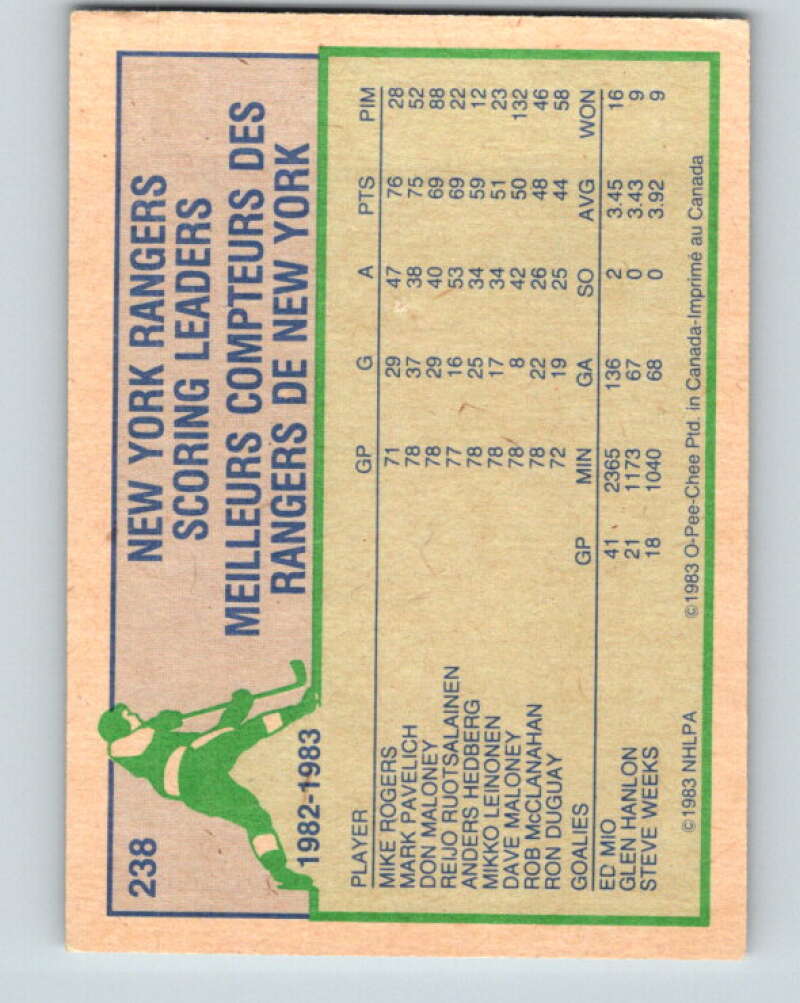 238
NEW YORK RANGERS
SCORING LEADERS
MEILLEURS COMPTEURS DES
RANGERS DE NEW YORK
1982-1983
PLAYER GP G A PTS PIM
MIKE ROGERS 71 29 47 76 28
MARK PAVELICH 78 37 38 75 52
DON MALONEY 78 29 40 69 88
REIJO RUOTSALAINEN 77 16 53 69 22
ANDERS HEDBERG 78 25 34 59 12
MIKKO LEINONEN 78 17 34 51 23
DAVE MALONEY 78 8 42 50 132
ROB McCLANAHAN 78 22 26 48 46
RON DUGUAY 72 19 25 44 58
GOALIES GP MIN GA SO AVG WON
ED MIO 41 2365 136 2 3.45 16
GLEN HANLON 21 1173 67 0 3.43 9
STEVE WEEKS 18 1040 68 0 3.92 9
©1983 NHLPA ©1983 O-Pee-Chee Ptd. in Canada-Imprimé au Canada